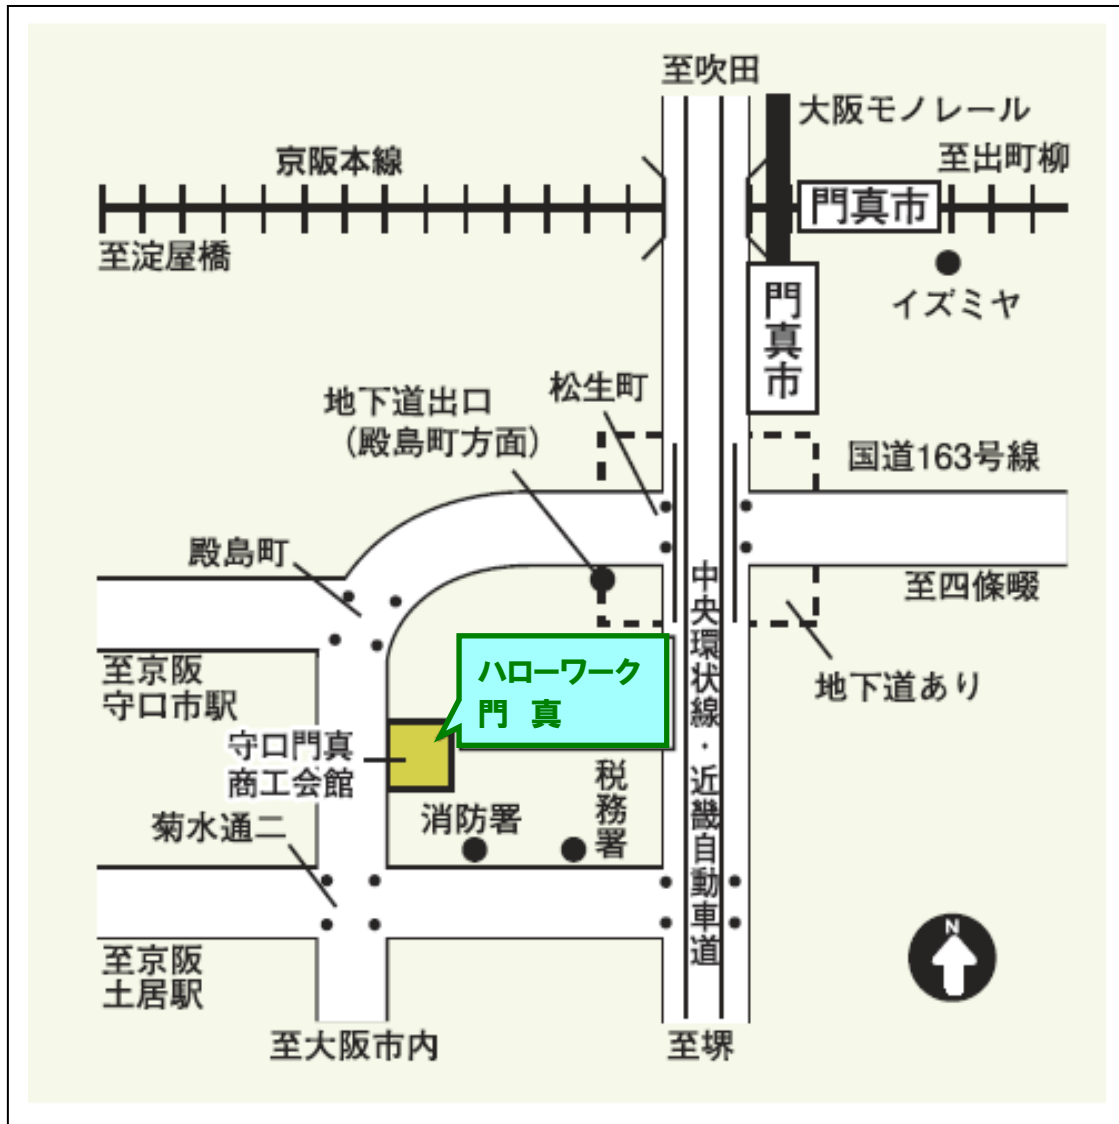 至吹田
大阪モノレール
京阪本線
至出町柳
門真市
至淀屋橋
イズミヤ
門真市
松生町
地下道出口
（殿島町方面）
国道163号線
殿島町
至四條畷
中央環状線・近畿自動車道
ハローワーク
門 真
至京阪
守口市駅
地下道あり
守口門真
商工会館
税務署
消防署
菊水通二
N
至京阪
土居駅
至大阪市内
至堺